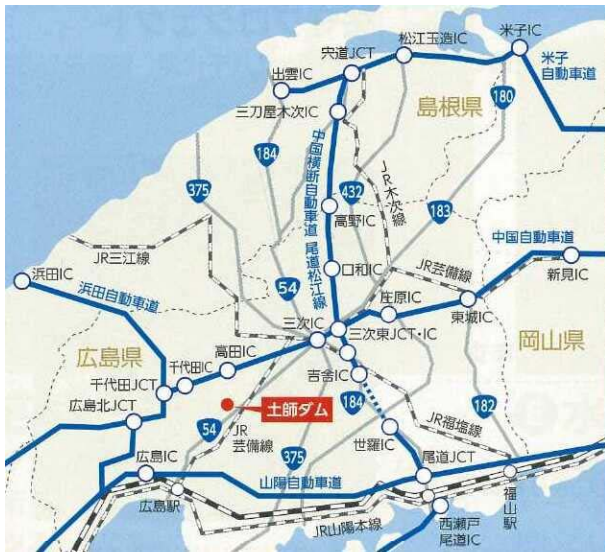 米子IC
松江玉造IC
宍道JCT
米子
自動車道
出雲IC
三刀屋木次IC
島根県
180
184
中国横断自動車道 尾道松江線
JR木次線
375
432
183
高野IC
中国自動車道
JR三江線
浜田IC
浜田自動車道
口和IC
JR芸備線
新見IC
54
庄原IC
東城IC
三次IC
三次東JCT・IC
広島県
高田IC
岡山県
千代田IC
千代田JCT
吉舎IC
広島北JCT
土師ダム
184
182
JR福塩線
54
JR
芸備線
世羅IC
375
広島IC
尾道JCT
山陽自動車道
広島駅
福山駅
JR山陽本線
西瀬戸
尾道IC